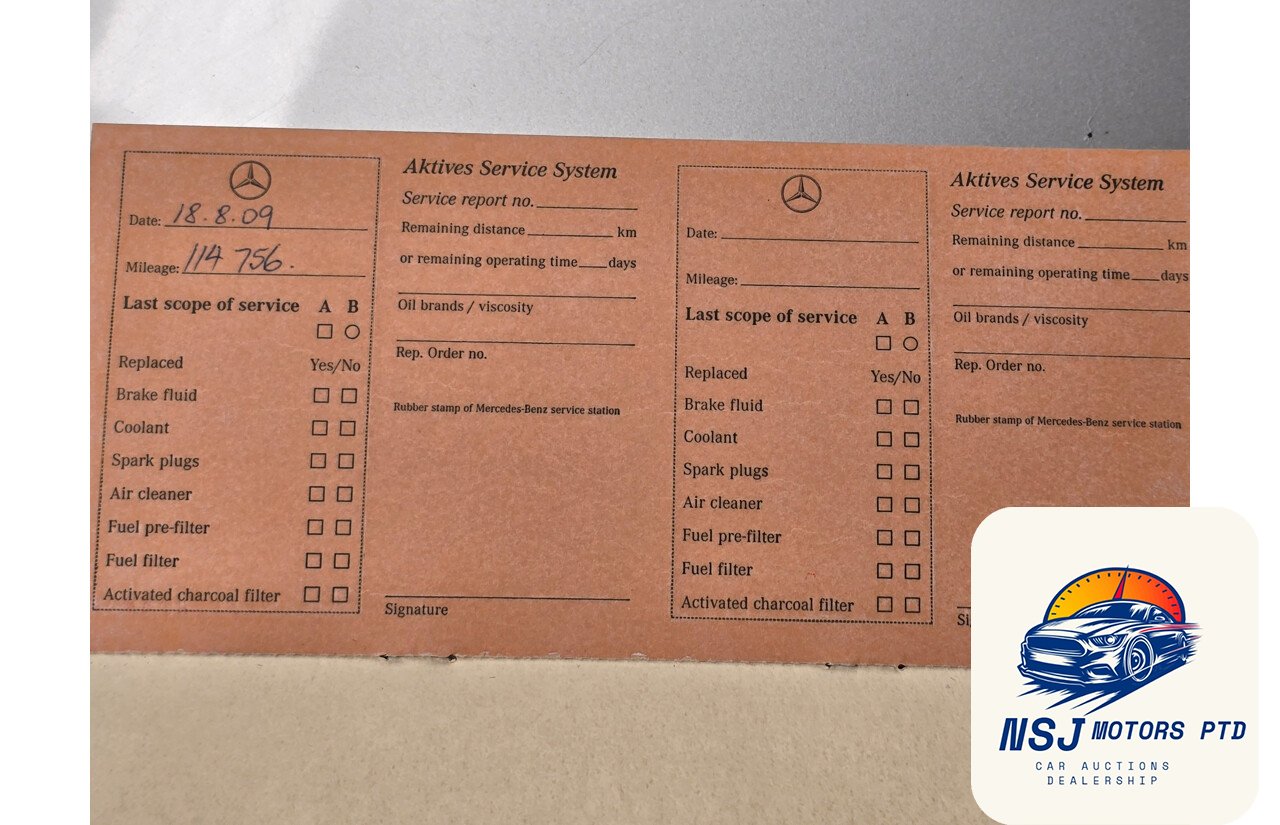 Date: 18.8.09
Mileage: 114 756.
Last scope of service A B
Replaced Yes/No
Brake fluid
Coolant
Spark plugs
Air cleaner
Fuel pre-filter
Fuel filter
Activated charcoal filter
Aktives Service System
Service report no.
Remaining distance km
or remaining operating time days
Oil brands / viscosity
Rep. Order no.
Rubber stamp of Mercedes-Benz service station
Signature
Date:
Mileage:
Last scope of service A B
Replaced Yes/No
Brake fluid
Coolant
Spark plugs
Air cleaner
Fuel pre-filter
Fuel filter
Activated charcoal filter
Aktives Service System
Service report no.
Remaining distance km
or remaining operating time days
Oil brands / viscosity
Rep. Order no.
Rubber stamp of Mercedes-Benz service station
NSJ MOTORS PTD
CAR AUCTIONS
DEALERSHIP